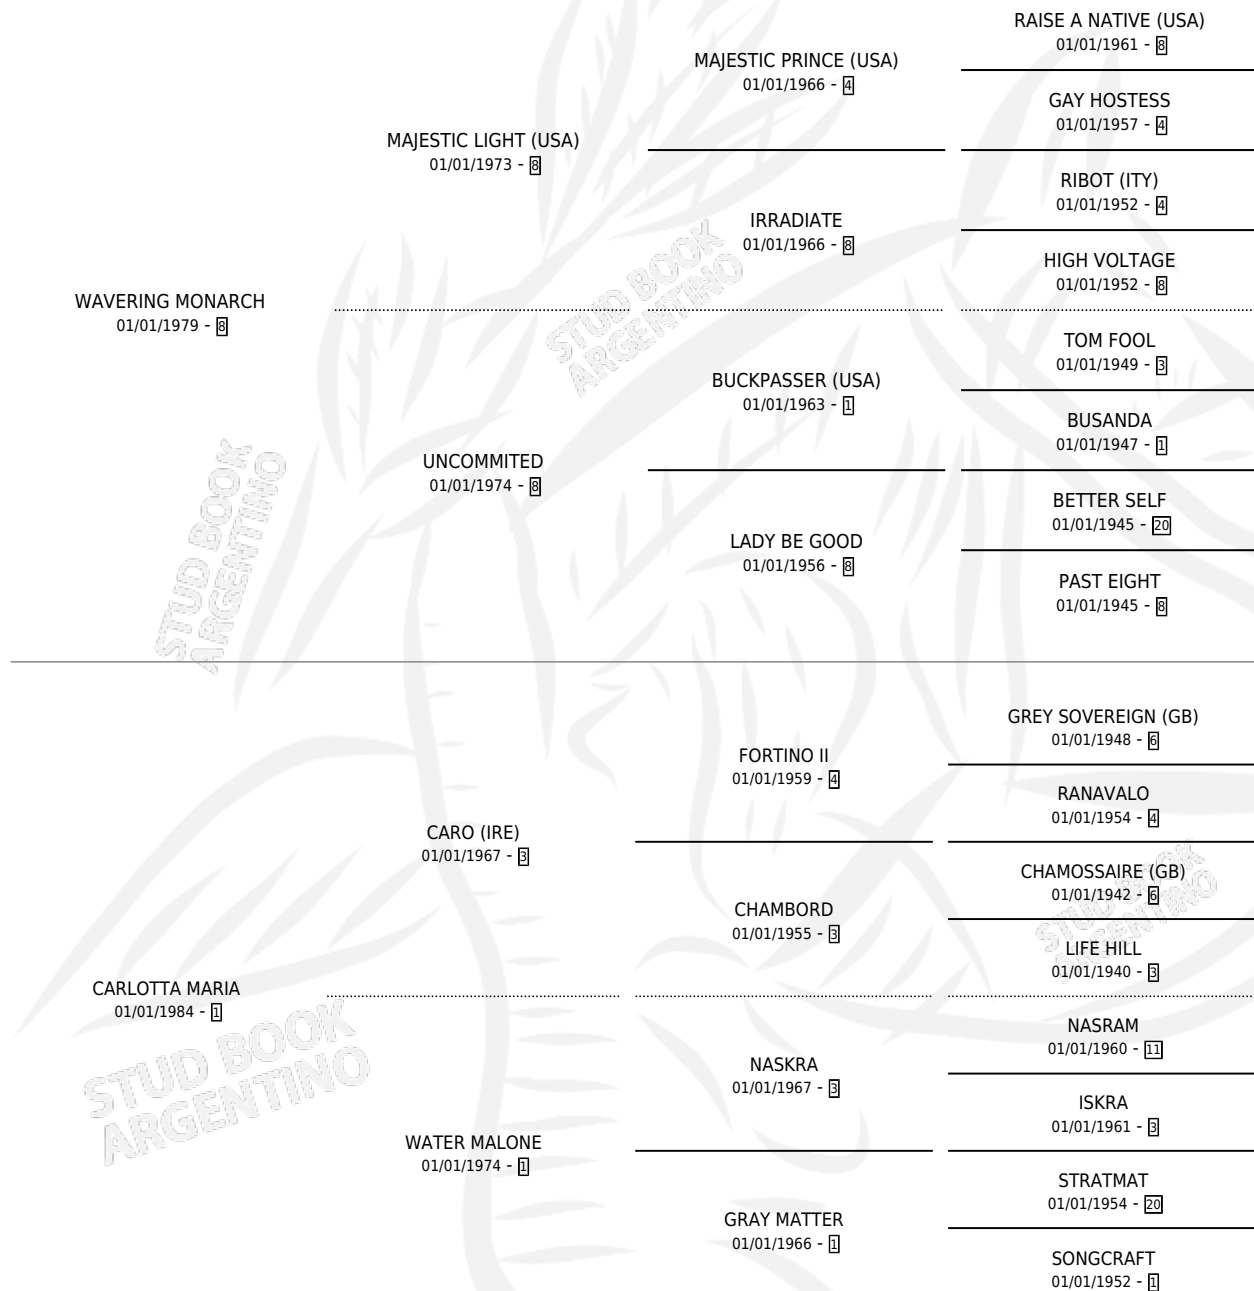 RAISE A NATIVE (USA)
01/01/1961 - 8
MAJESTIC PRINCE (USA)
01/01/1966 - 4
GAY HOSTESS
01/01/1957 - 4
MAJESTIC LIGHT (USA)
01/01/1973 - 8
RIBOT (ITY)
01/01/1952 - 4
IRRADIATE
01/01/1966 - 8
HIGH VOLTAGE
01/01/1952 - 8
WAVERING MONARCH
01/01/1979 - 8
TOM FOOL
01/01/1949 - 3
BUCKPASSER (USA)
01/01/1963 - 1
BUSANDA
01/01/1947 - 1
UNCOMMITED
01/01/1974 - 8
BETTER SELF
01/01/1945 - 20
LADY BE GOOD
01/01/1956 - 8
PAST EIGHT
01/01/1945 - 8
GREY SOVEREIGN (GB)
01/01/1948 - 6
FORTINO II
01/01/1959 - 4
RANAVALO
01/01/1954 - 4
CARO (IRE)
01/01/1967 - 3
CHAMOSSAIRE (GB)
01/01/1942 - 6
CHAMBORD
01/01/1955 - 3
LIFE HILL
01/01/1940 - 3
CARLOTTA MARIA
01/01/1984 - 1
NASRAM
01/01/1960 - 11
NASKRA
01/01/1967 - 3
ISKRA
01/01/1961 - 3
WATER MALONE
01/01/1974 - 1
STRATMAT
01/01/1954 - 20
GRAY MATTER
01/01/1966 - 1
SONGCRAFT
01/01/1952 - 1
STUD BOOK
ARGENTINO
STUD BOOK
ARGENTINO
STUD BOOK
ARGENTINO
STUD BOOK
ARGENTINO